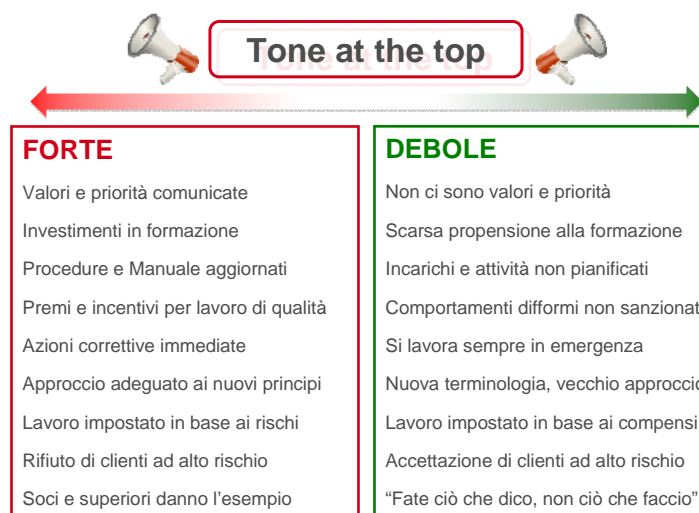 Tone at the top
FORTE
Valori e priorità comunicate
Investimenti in formazione
Procedure e Manuale aggiornati
Premi e incentivi per lavoro di qualità
Azioni correttive immediate
Approccio adeguato ai nuovi principi
Lavoro impostato in base ai rischi
Rifiuto di clienti ad alto rischio
Soci e superiori danno l’esempio
DEBOLE
Non ci sono valori e priorità
Scarsa propensione alla formazione
Incarichi e attività non pianificati
Comportamenti difformi non sanzionat
Si lavora sempre in emergenza
Nuova terminologia, vecchio approccio
Lavoro impostato in base ai compensi
Accettazione di clienti ad alto rischio
“Fate ciò che dico, non ciò che faccio”